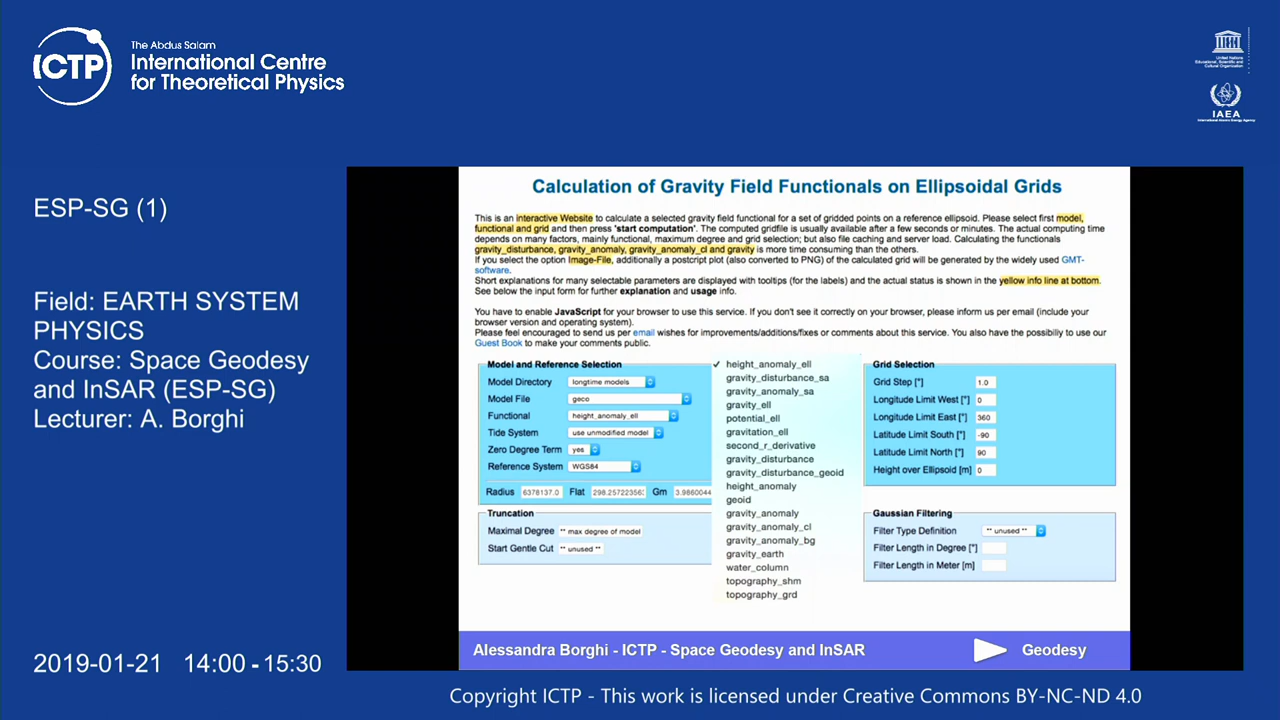 The Abdus Salam
International Centre
for Theoretical Physics
ICTP
United Nations
Educational, Scientific and
Cultural Organization
IAEA
International Atomic Energy Agency
ESP-SG (1)
Field: EARTH SYSTEM
PHYSICS
Course: Space Geodesy
and InSAR (ESP-SG)
Lecturer: A. Borghi
2019-01-21 14:00 - 15:30
Calculation of Gravity Field Functionals on Ellipsoidal Grids
This is an interactive Website to calculate a selected gravity field functional for a set of gridded points on a reference ellipsoid. Please select first model,
functional and grid and then press 'start computation'. The computed gridfile is usually available after a few seconds or minutes. The actual computing time
depends on many factors, mainly functional, maximum degree and grid selection; but also file caching and server load. Calculating the functionals
gravity_disturbance, gravity_anomaly, gravity_anomaly_cl and gravity is more time consuming than the others.
If you select the option Image-File, additionally a postcript plot (also converted to PNG) of the calculated grid will be generated by the widely used GMT-
software.
Short explanations for many selectable parameters are displayed with tooltips (for the labels) and the actual status is shown in the yellow info line at bottom.
See below the input form for further explanation and usage info.
You have to enable JavaScript for your browser to use this service. If you don't see it correctly on your browser, please inform us per email (include your
browser version and operating system).
Please feel encouraged to send us per email wishes for improvements/additions/fixes or comments about this service. You also have the possibiliy to use our
Guest Book to make your comments public.
Model and Reference Selection
Model Directory longtime models
Model File geco
Functional height_anomaly_ell
Tide System use unmodified model
Zero Degree Term yes
Reference System WGS84
Radius 6378137.0 Flat 298.25722356: Gm 3.9860044
Truncation
Maximal Degree ** max degree of model
Start Gentle Cut ** unused **
✓ height_anomaly_ell
gravity_disturbance_sa
gravity_anomaly_sa
gravity_ell
potential_ell
gravitation_ell
second_r_derivative
gravity_disturbance
gravity_disturbance_geoid
height_anomaly
geoid
gravity_anomaly
gravity_anomaly_cl
gravity_anomaly_bg
gravity_earth
water_column
topography_shm
topography_grd
Grid Selection
Grid Step [°] 1.0
Longitude Limit West [°] 0
Longitude Limit East [°] 360
Latitude Limit South [°] -90
Latitude Limit North [°] 90
Height over Ellipsoid [m] 0
Gaussian Filtering
Filter Type Definition ** unused **
Filter Length in Degree [°]
Filter Length in Meter [m]
Alessandra Borghi - ICTP - Space Geodesy and InSAR
Geodesy
Copyright ICTP - This work is licensed under Creative Commons BY-NC-ND 4.0